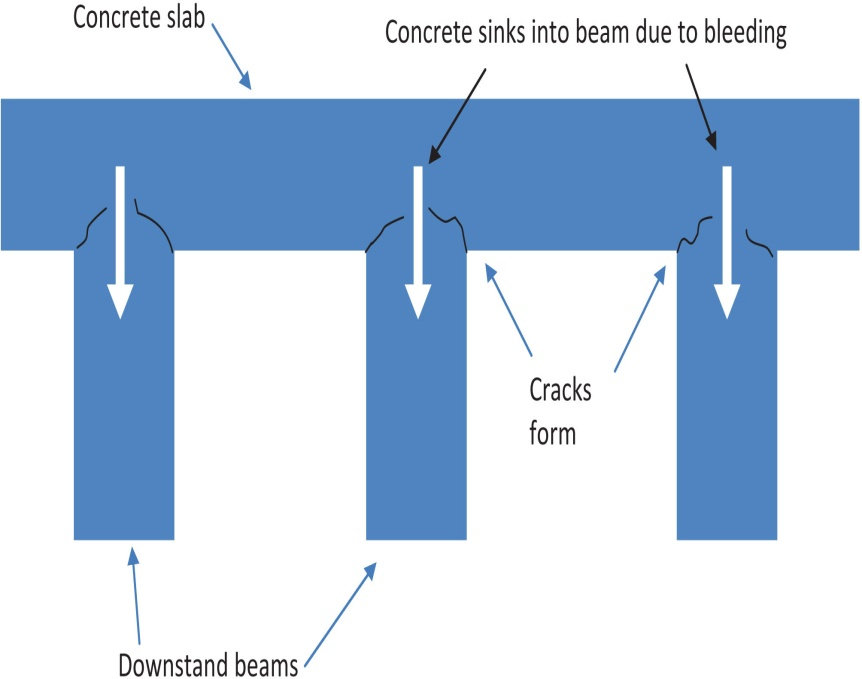 Concrete slab
Concrete sinks into beam due to bleeding
Cracks
form
Downstand beams